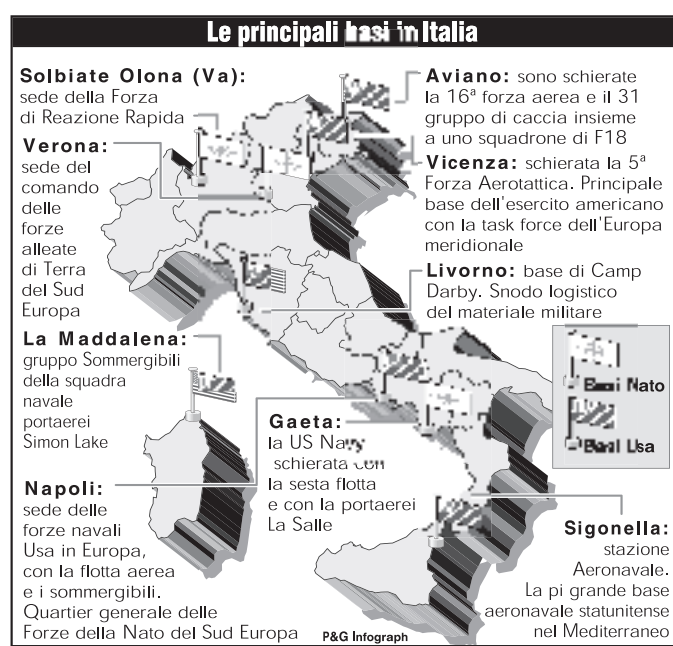 Le principali basi in Italia
Solbiate Olona (Va):
sede della Forza
di Reazione Rapida
Verona:
sede del
comando
delle
forze
alleate
di Terra
del Sud
Europa
La Maddalena:
gruppo Sommergibili
della squadra
navale
portaerei
Simon Lake
Napoli:
sede delle
forze navali
Usa in Europa,
con la flotta aerea
e i sommergibili.
Quartier generale delle
Forze della Nato del Sud Europa
Gaeta:
la US Navy
schierata con
la sesta flotta
e con la portaerei
La Salle
Aviano: sono schierate
la 16ª forza aerea e il 31
gruppo di caccia insieme
a uno squadrone di F18
Vicenza: schierata la 5ª
Forza Aerotattica. Principale
base dell'esercito americano
con la task force dell'Europa
meridionale
Livorno: base di Camp
Darby. Snodo logistico
del materiale militare
Basi Nato
Basi Usa
Sigonella:
stazione
Aeronavale.
La pi grande base
aeronavale statunitense
nel Mediterraneo
P&G Infograph